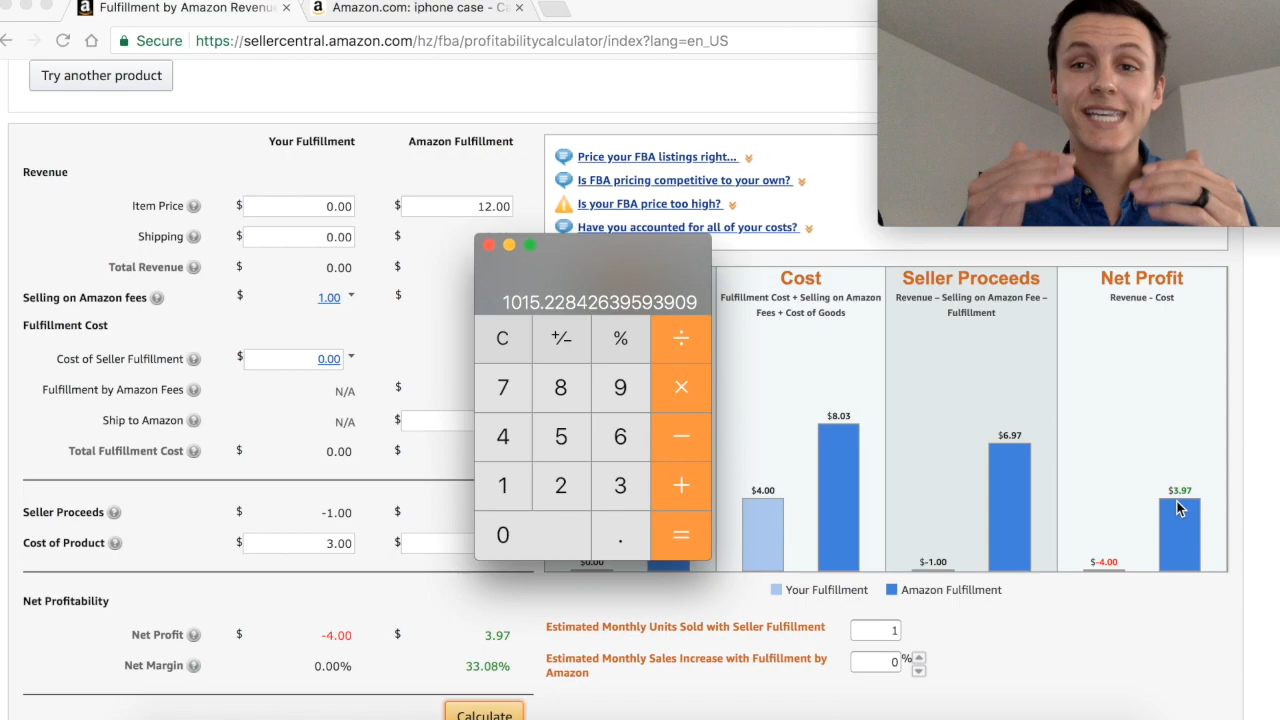 Fulfillment by Amazon Revenu
Amazon.com: iphone case - C
Secure https://sellercentral.amazon.com/hz/fba/profitabilitycalculator/index?lang=en_US
Try another product
Your Fulfillment Amazon Fulfillment
Revenue
Item Price ? $ 0.00 $ 12.00
Shipping ? $ 0.00 $
Total Revenue ? $ 0.00 $
Selling on Amazon fees ? $ 1.00 $
Fulfillment Cost
Cost of Seller Fulfillment ? $ 0.00
Fulfillment by Amazon Fees ? N/A $
Ship to Amazon ? N/A $
Total Fulfillment Cost ? $ 0.00 $
Seller Proceeds ? $ -1.00 $
Cost of Product ? $ 3.00 $
Net Profitability
Net Profit ? $ -4.00 $ 3.97
Net Margin ? 0.00% 33.08%
Calculate
Price your FBA listings right...
Is FBA pricing competitive to your own?
Is your FBA price too high?
Have you accounted for all of your costs?
1015.22842639593909
C +/− % ÷
7 8 9 ×
4 5 6 −
1 2 3 +
0 . =
Cost
Fulfillment Cost + Selling on Amazon
Fees + Cost of Goods
$4.00 $8.03
Seller Proceeds
Revenue – Selling on Amazon Fee –
Fulfillment
$-1.00 $6.97
Net Profit
Revenue - Cost
$-4.00 $3.97
$0.00
Your Fulfillment Amazon Fulfillment
Estimated Monthly Units Sold with Seller Fulfillment 1
Estimated Monthly Sales Increase with Fulfillment by
Amazon 0 %